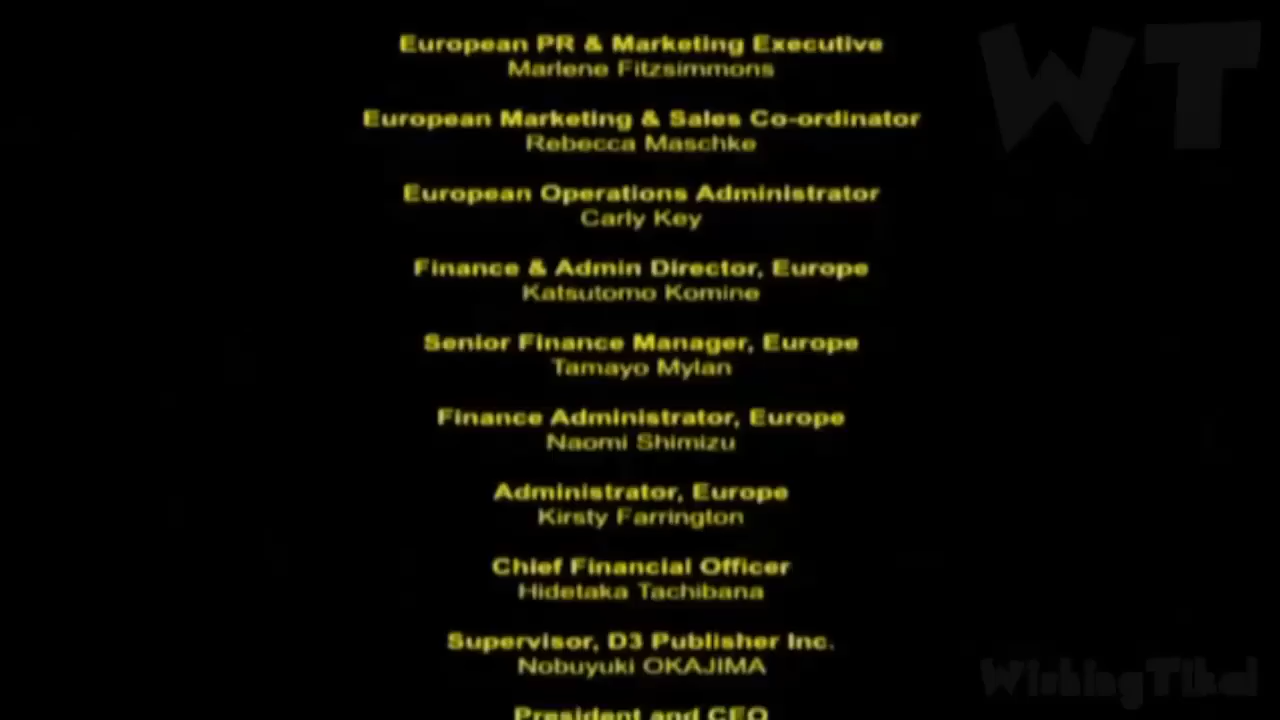 European PR & Marketing Executive
Marlene Fitzsimmons
European Marketing & Sales Co-ordinator
Rebecca Maschke
European Operations Administrator
Carly Key
Finance & Admin Director, Europe
Katsutomo Komine
Senior Finance Manager, Europe
Tamayo Mylan
Finance Administrator, Europe
Naomi Shimizu
Administrator, Europe
Kirsty Farrington
Chief Financial Officer
Hidetaka Tachibana
Supervisor, D3 Publisher Inc.
Nobuyuki OKAJIMA
President and CEO
WT
WishingTikal